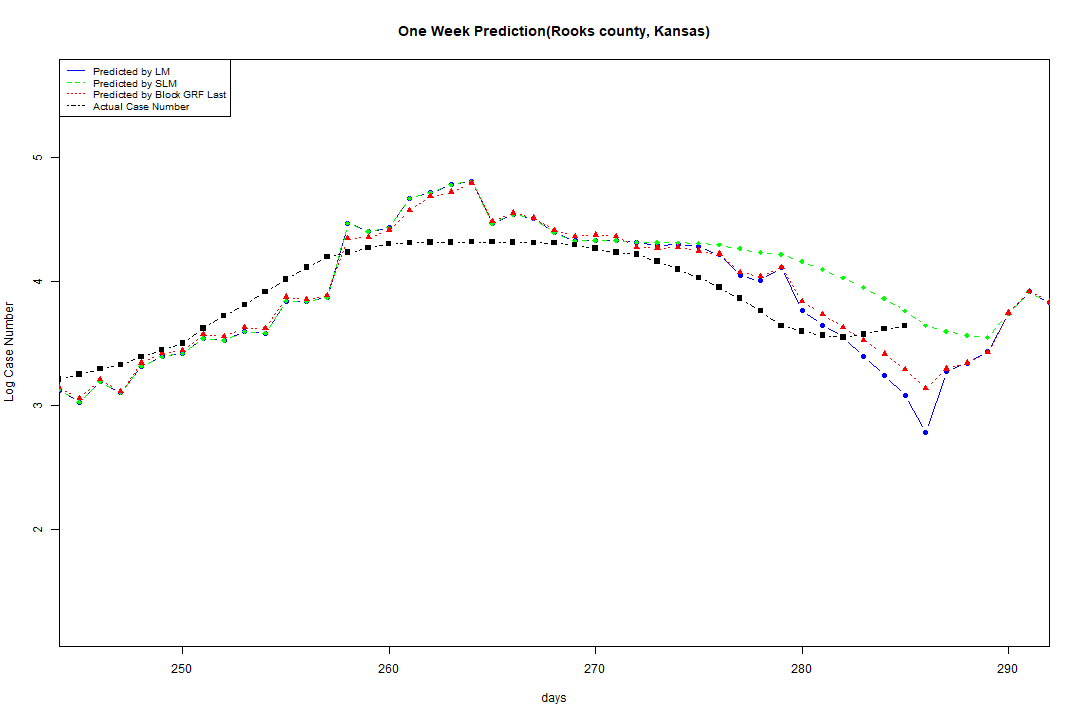 One Week Prediction(Rooks county, Kansas)
Predicted by LM
Predicted by SLM
Predicted by Block GRF Last
Actual Case Number
5
4
3
2
Log Case Number
250 260 270 280 290
days